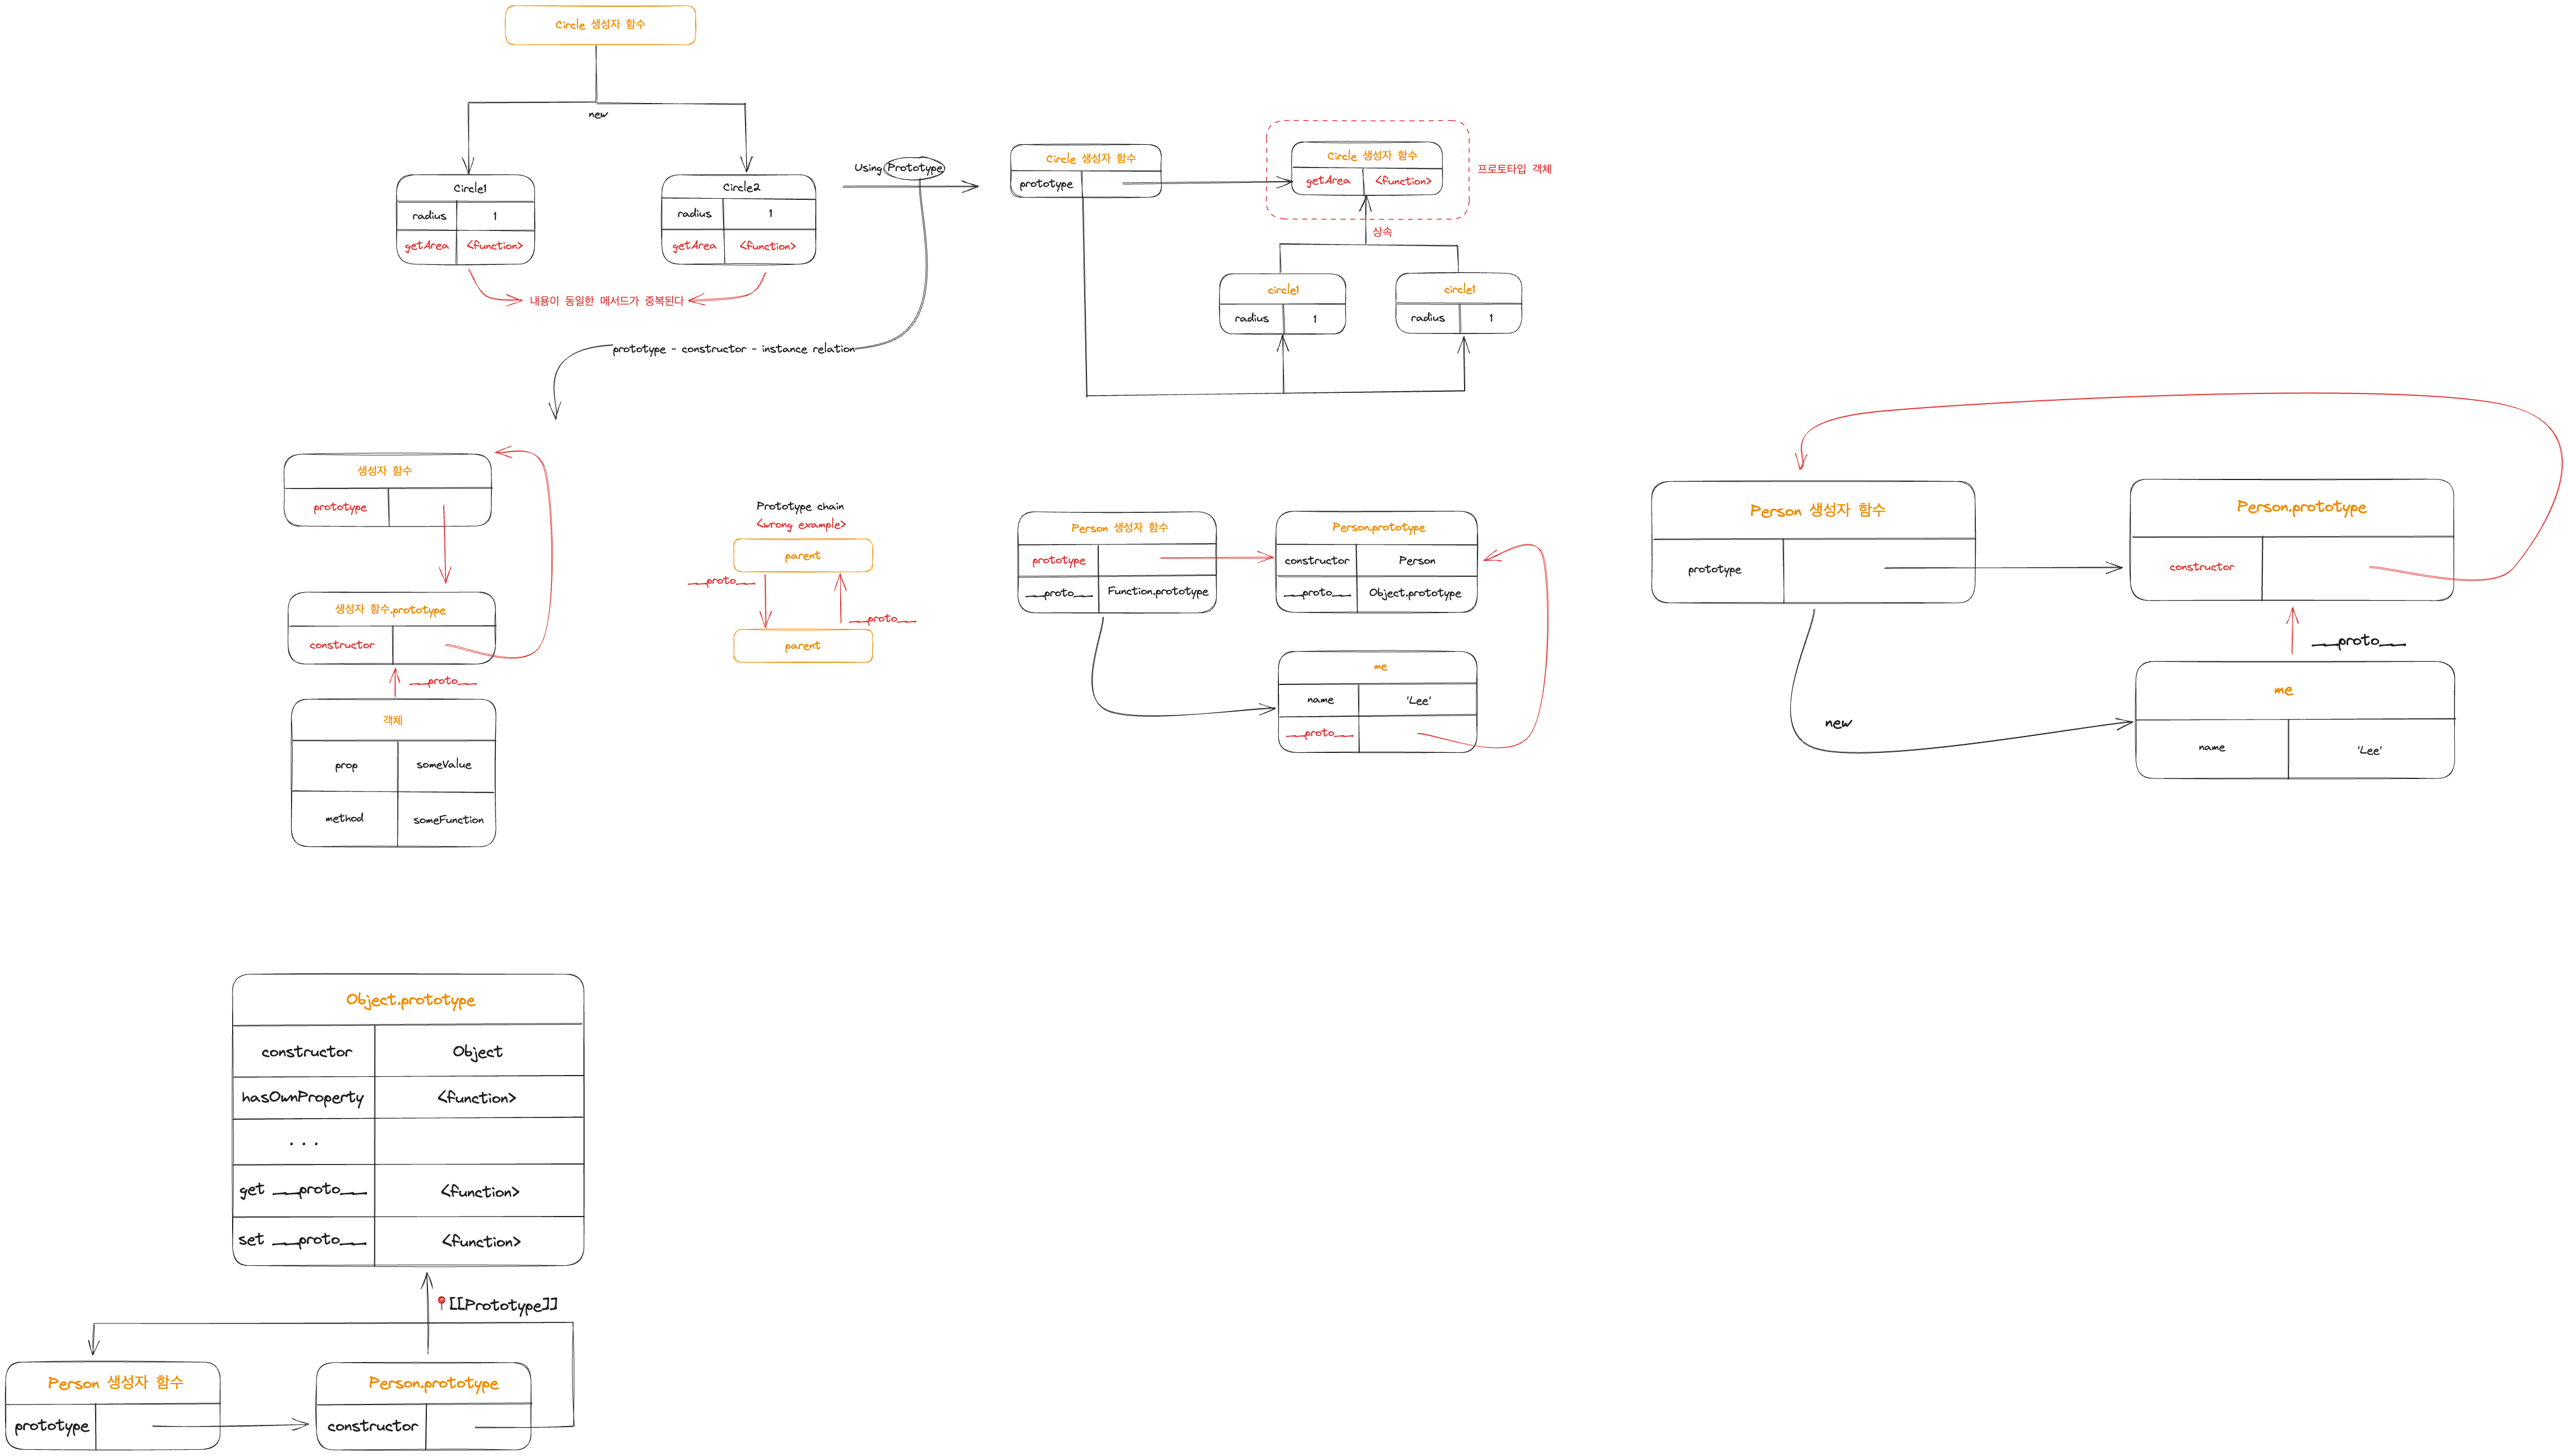 Circle 생성자 함수
new
Circle1
radius 1
getArea <function>
Circle2
radius 1
getArea <function>
내용이 동일한 메서드가 중복된다
Using Prototype
prototype - constructor - instance relation
Circle 생성자 함수
prototype
Circle 생성자 함수
getArea <function>
프로토타입 객체
상속
circle1
radius 1
circle1
radius 1
생성자 함수
prototype
생성자 함수.prototype
constructor
__proto__
객체
prop someValue
method someFunction
Prototype chain
<wrong example>
parent
__proto__
__proto__
parent
Person 생성자 함수
prototype
__proto__ Function.prototype
Person.prototype
constructor Person
__proto__ Object.prototype
me
name 'Lee'
__proto__
Person 생성자 함수
prototype
Person.prototype
constructor
__proto__
new
me
name 'Lee'
Object.prototype
constructor Object
hasOwnProperty <function>
...
get __proto__ <function>
set __proto__ <function>
[[Prototype]]
Person 생성자 함수
prototype
Person.prototype
constructor